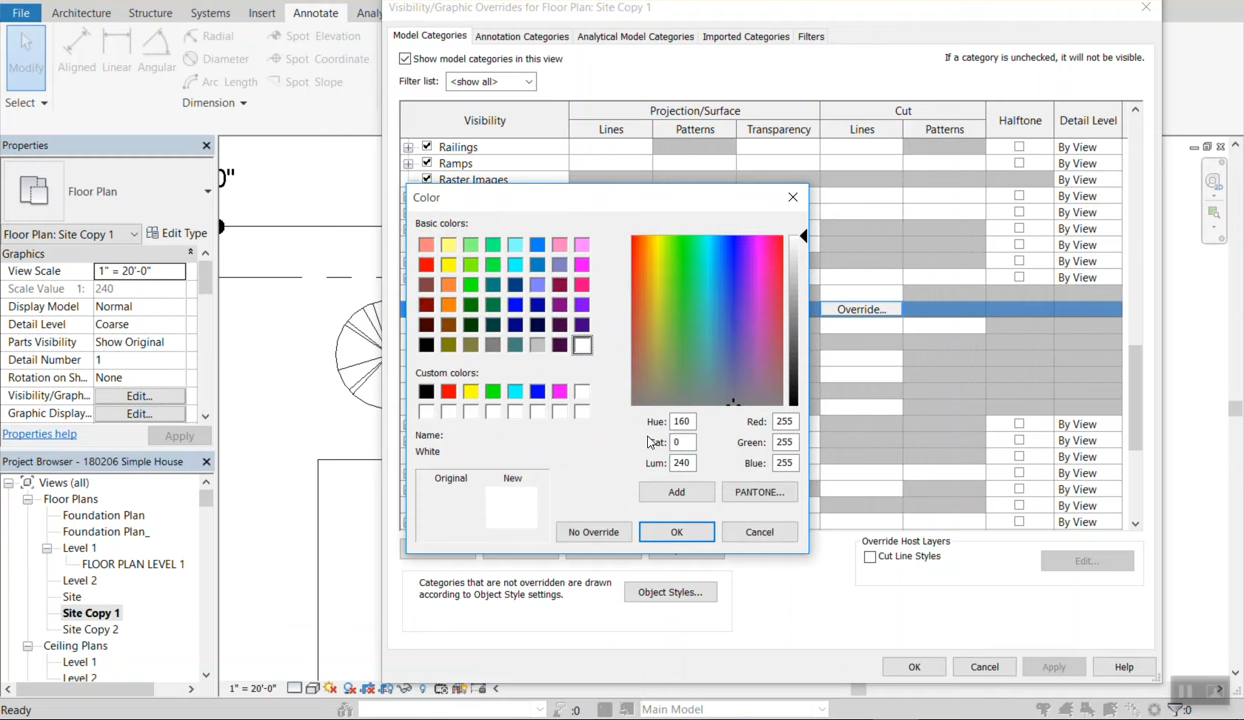 File Architecture Structure Systems Insert Annotate Analy
Modify Aligned Linear Angular
Radial Spot Elevation
Diameter Spot Coordinate
Arc Length Spot Slope
Select Dimension
Properties
Floor Plan
Floor Plan: Site Copy 1 Edit Type
Graphics
View Scale 1" = 20'-0"
Scale Value 1: 240
Display Model Normal
Detail Level Coarse
Parts Visibility Show Original
Detail Number 1
Rotation on Sh... None
Visibility/Graph... Edit...
Graphic Display... Edit...
Properties help Apply
Project Browser - 180206 Simple House
Views (all)
Floor Plans
Foundation Plan
Foundation Plan_
Level 1
FLOOR PLAN LEVEL 1
Level 2
Site
Site Copy 1
Site Copy 2
Ceiling Plans
Level 1
Level 2
Ready
0"
1" = 20'-0"
:0 Main Model :0
Visibility/Graphic Overrides for Floor Plan: Site Copy 1
Model Categories Annotation Categories Analytical Model Categories Imported Categories Filters
Show model categories in this view
If a category is unchecked, it will not be visible.
Filter list: <show all>
Visibility Projection/Surface Cut Halftone Detail Level
Lines Patterns Transparency Lines Patterns
Railings By View
Ramps By View
Raster Images By View
By View
By View
By View
By View
By View
By View
Override...
By View
By View
By View
By View
By View
By View
By View
Color
Basic colors:
Custom colors:
Name:
White
Original New
Hue: 160 Red: 255
Sat: 0 Green: 255
Lum: 240 Blue: 255
Add PANTONE...
No Override OK Cancel
Categories that are not overridden are drawn
according to Object Style settings.
Object Styles...
Override Host Layers
Cut Line Styles Edit...
OK Cancel Apply Help